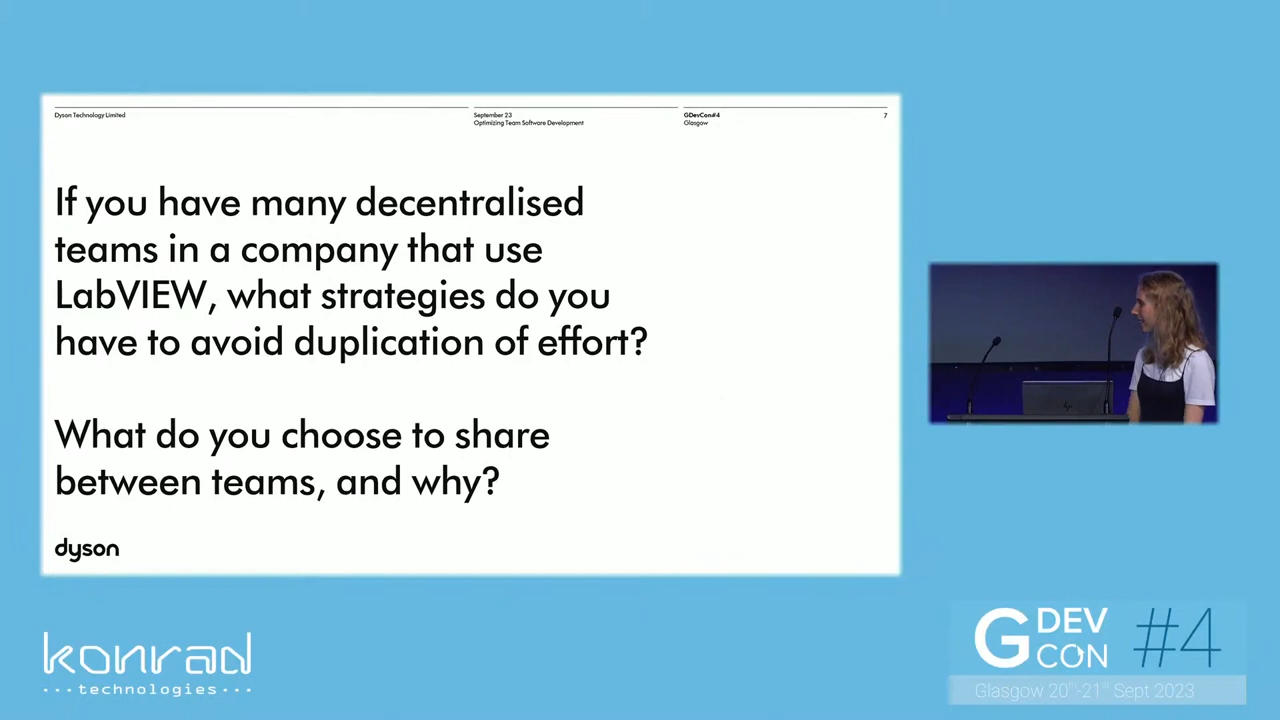 Dyson Technology Limited
September 23
Optimizing Team Software Development
GDevCon#4
Glasgow
7
If you have many decentralised
teams in a company that use
LabVIEW, what strategies do you
have to avoid duplication of effort?
What do you choose to share
between teams, and why?
dyson
konrad
technologies
G DEV CON #4
Glasgow 20th-21st Sept 2023